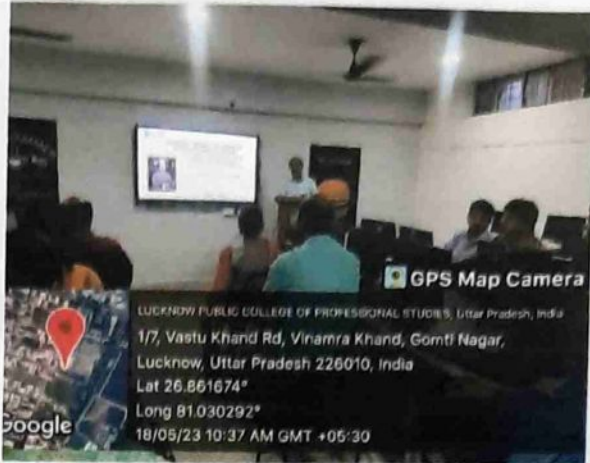 GPS Map Camera
LUCKNOW PUBLIC COLLEGE OF PROFESSIONAL STUDIES, Uttar Pradesh, India
1/7, Vastu Khand Rd, Vinamra Khand, Gomti Nagar,
Lucknow, Uttar Pradesh 226010, India
Lat 26.861674°
Long 81.030292°
18/05/23 10:37 AM GMT +05:30
Google